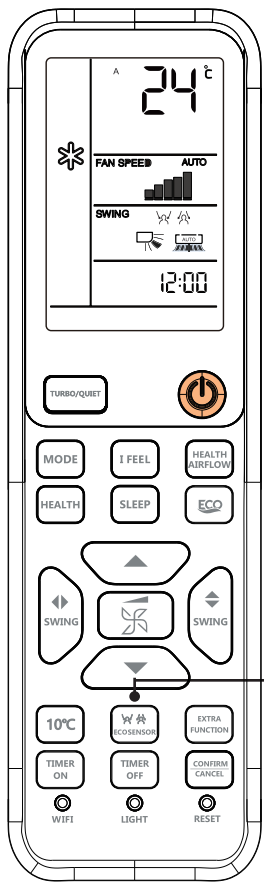 A
24 °C
FAN SPEED AUTO
SWING
AUTO
12:00
TURBO/QUIET
MODE
I FEEL
HEALTH
AIRFLOW
HEALTH
SLEEP
ECO
SWING
SWING
10℃
ECOSENSOR
EXTRA
FUNCTION
TIMER
ON
TIMER
OFF
CONFIRM
CANCEL
WIFI
LIGHT
RESET